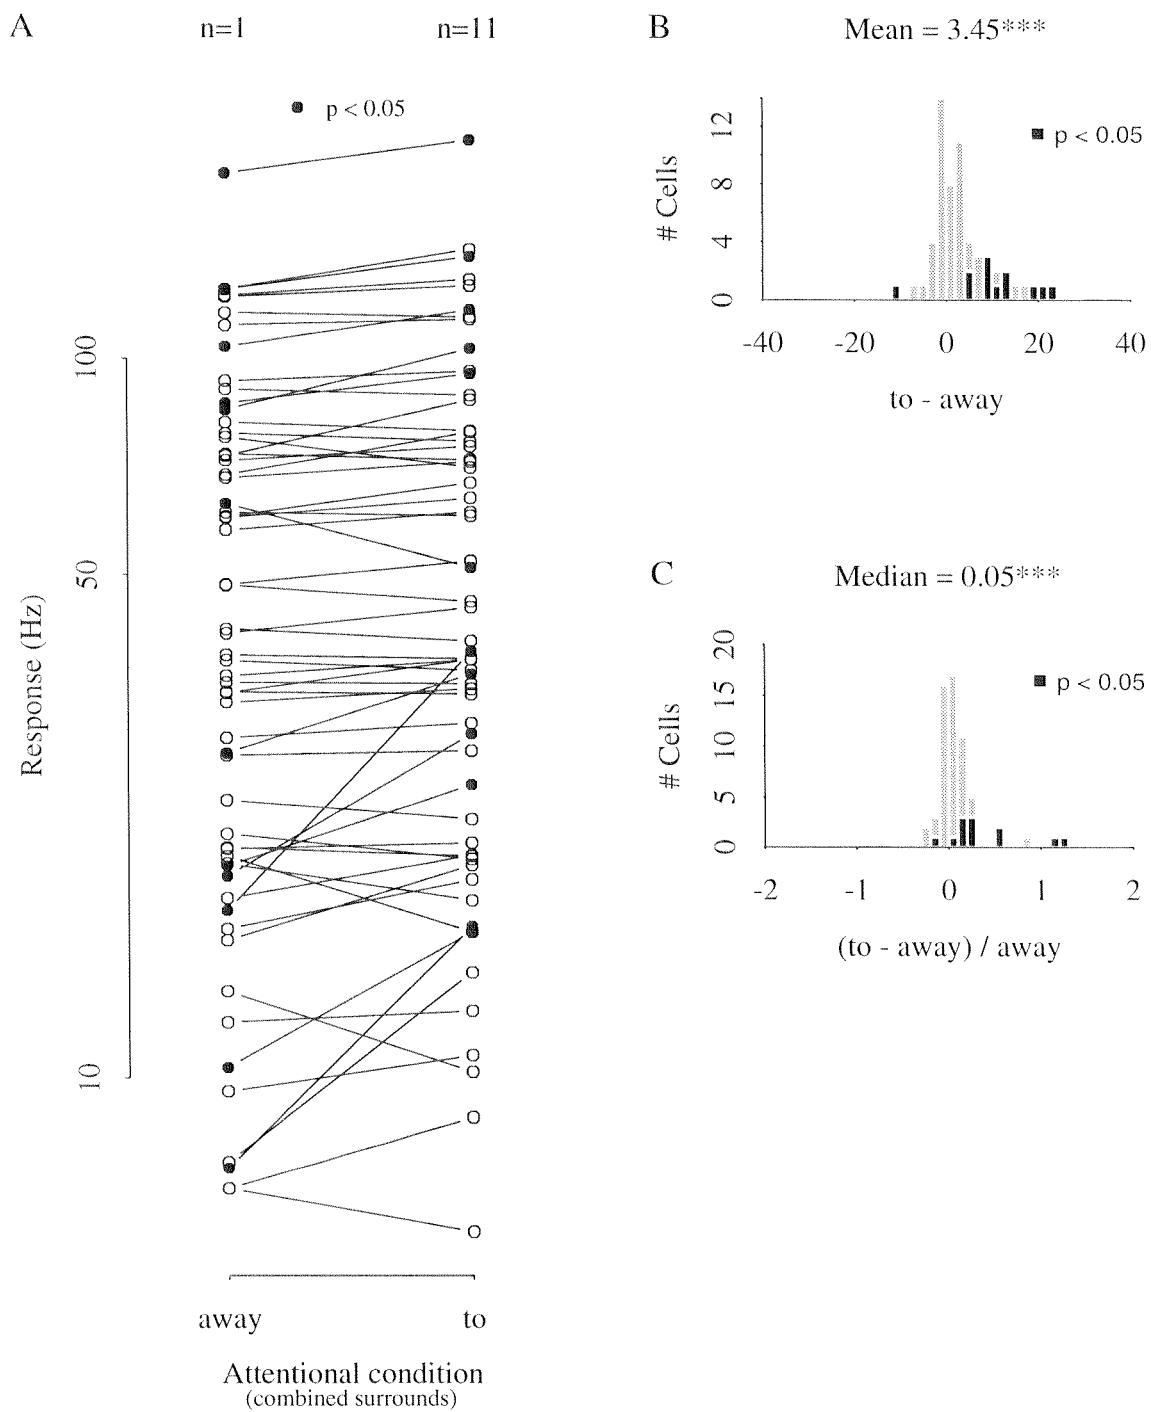 A
n=1
n=11
p < 0.05
100
50
10
Response (Hz)
away
to
Attentional condition
(combined surrounds)
B
Mean = 3.45***
p < 0.05
12
8
4
0
# Cells
-40
-20
0
20
40
to - away
C
Median = 0.05***
p < 0.05
20
15
10
5
0
# Cells
-2
-1
0
1
2
(to - away) / away